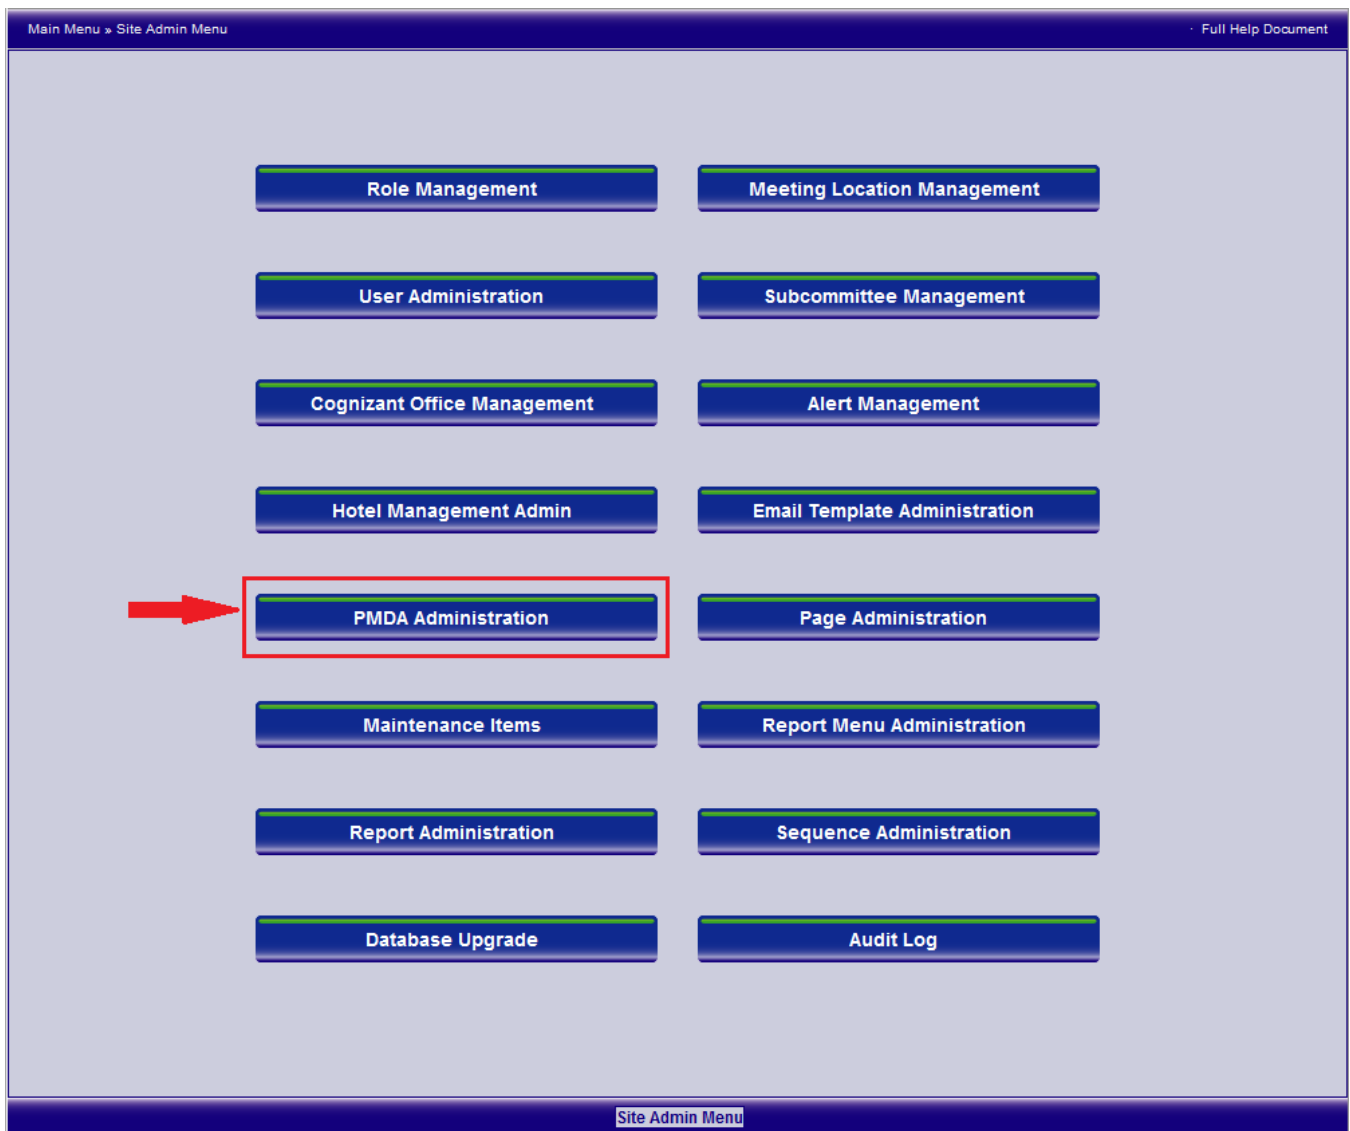 Main Menu » Site Admin Menu
· Full Help Document
Role Management
Meeting Location Management
User Administration
Subcommittee Management
Cognizant Office Management
Alert Management
Hotel Management Admin
Email Template Administration
PMDA Administration
Page Administration
Maintenance Items
Report Menu Administration
Report Administration
Sequence Administration
Database Upgrade
Audit Log
Site Admin Menu